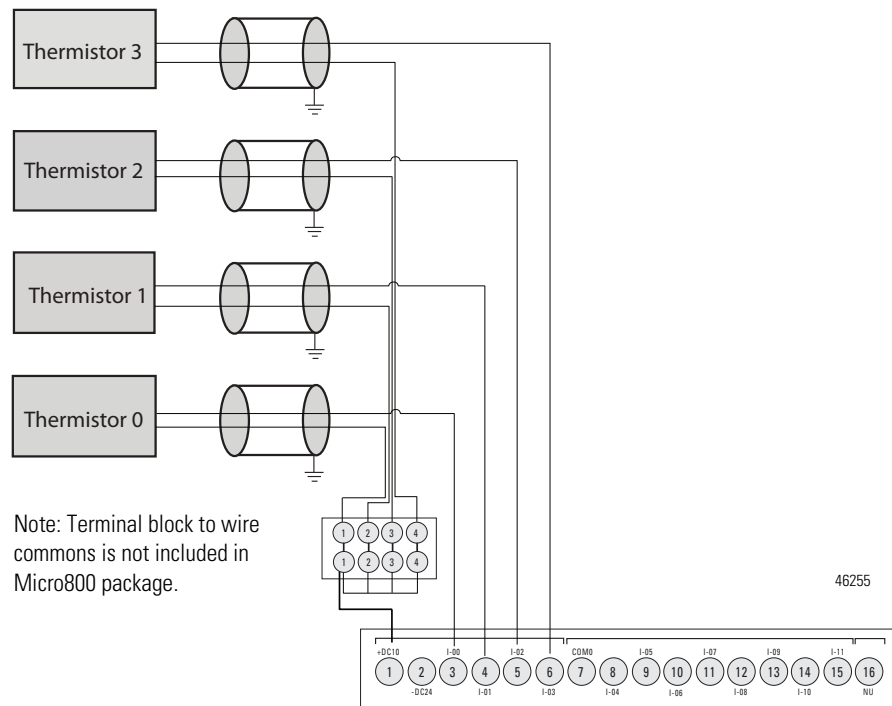 Thermistor 3
Thermistor 2
Thermistor 1
Thermistor 0
Note: Terminal block to wire
commons is not included in
Micro800 package.
1 2 3 4
1 2 3 4
46255
+DC10 I-00 I-02 COM0 I-05 I-07 I-09 I-11
1 2 3 4 5 6 7 8 9 10 11 12 13 14 15 16
-DC24 I-01 I-03 I-04 I-06 I-08 I-10 NU